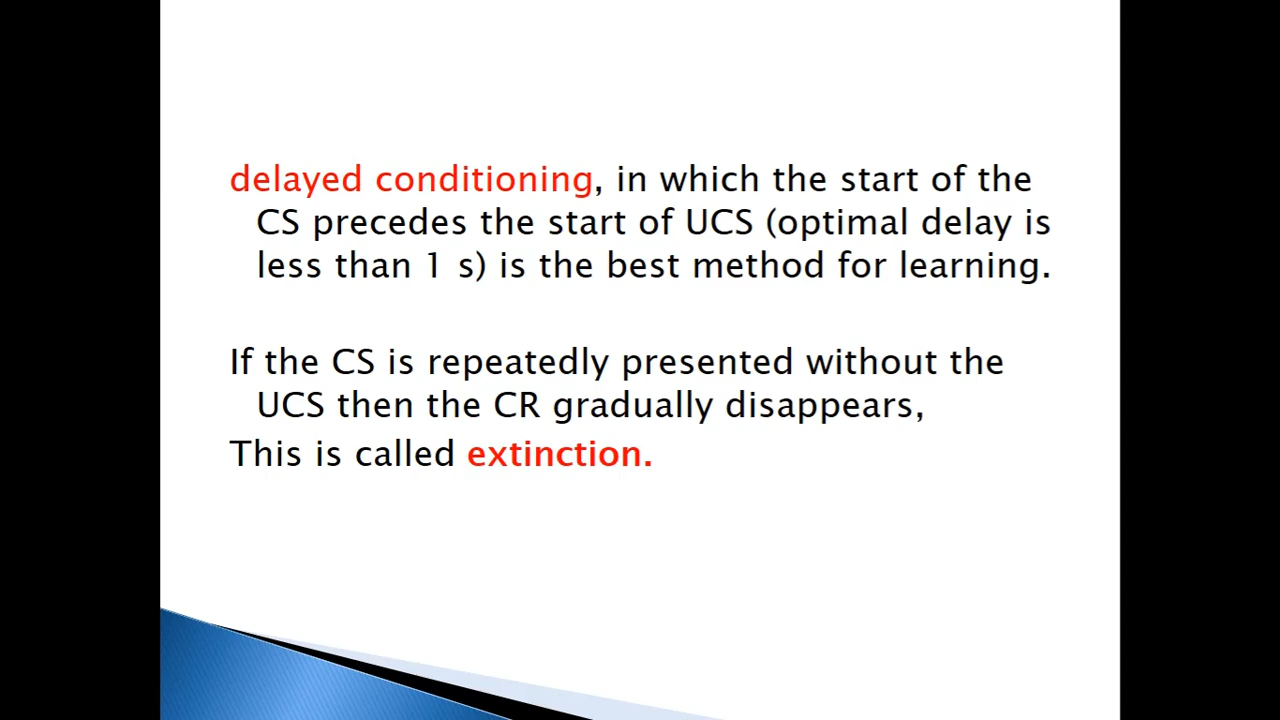 delayed conditioning, in which the start of the
CS precedes the start of UCS (optimal delay is
less than 1 s) is the best method for learning.
If the CS is repeatedly presented without the
UCS then the CR gradually disappears,
This is called extinction.